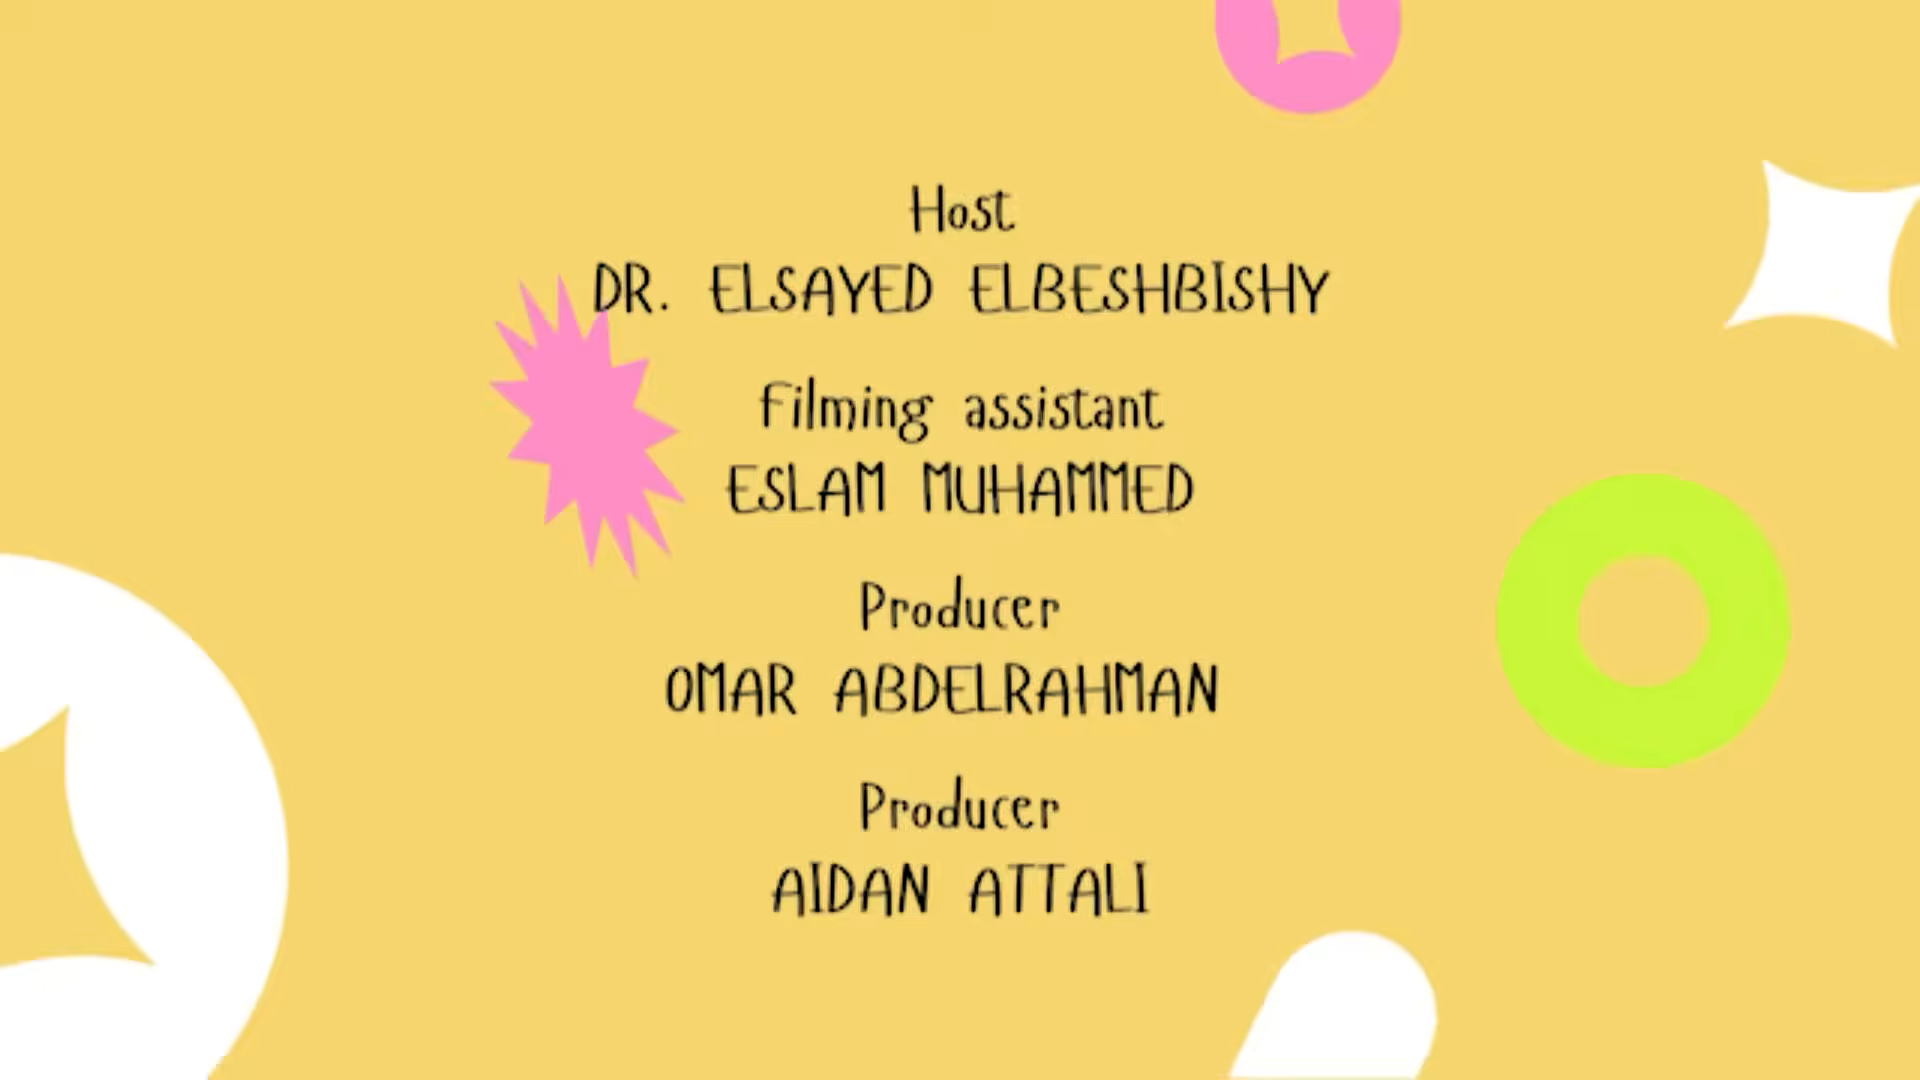 Host
DR. ELSAYED ELBESHBISHY
Filming assistant
ESLAM MUHAMMED
Producer
OMAR ABDELRAHMAN
Producer
AIDAN ATTALI